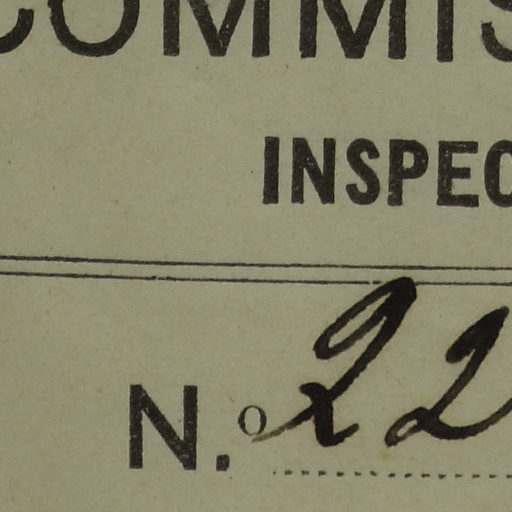 COMMIS
INSPEC
N.º 22